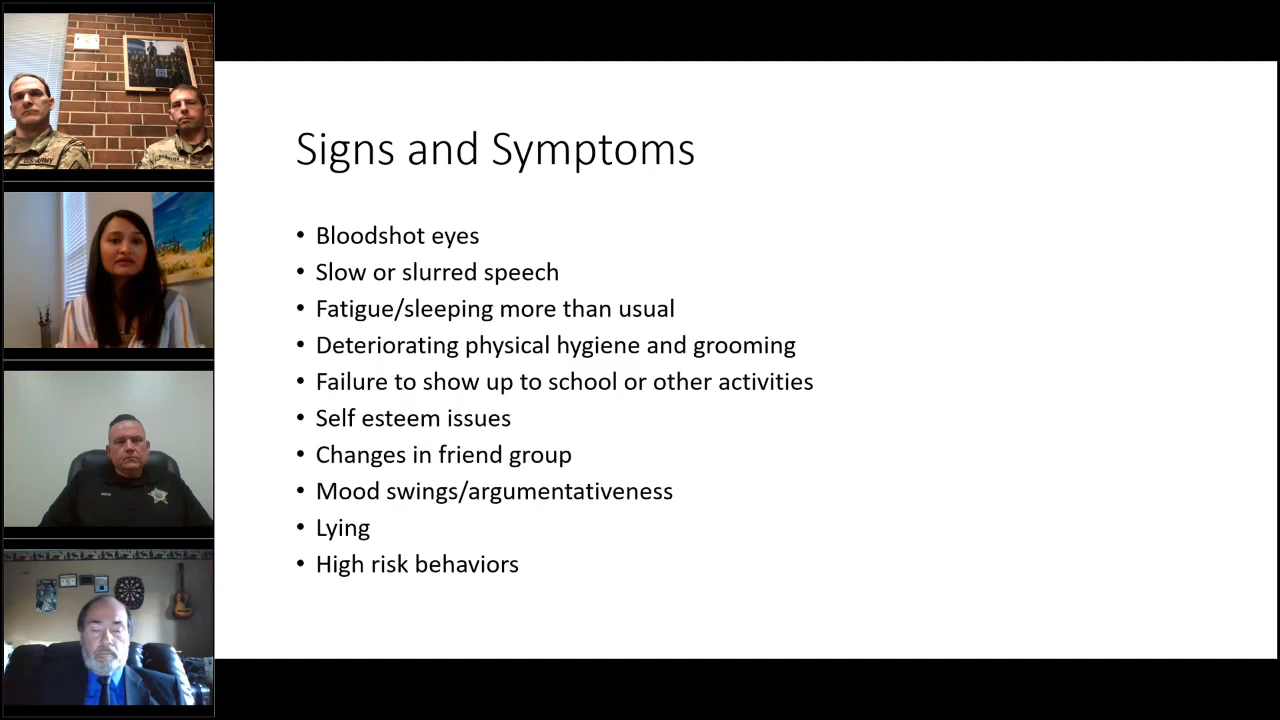 Signs and Symptoms
• Bloodshot eyes
• Slow or slurred speech
• Fatigue/sleeping more than usual
• Deteriorating physical hygiene and grooming
• Failure to show up to school or other activities
• Self esteem issues
• Changes in friend group
• Mood swings/argumentativeness
• Lying
• High risk behaviors
U.S. ARMY